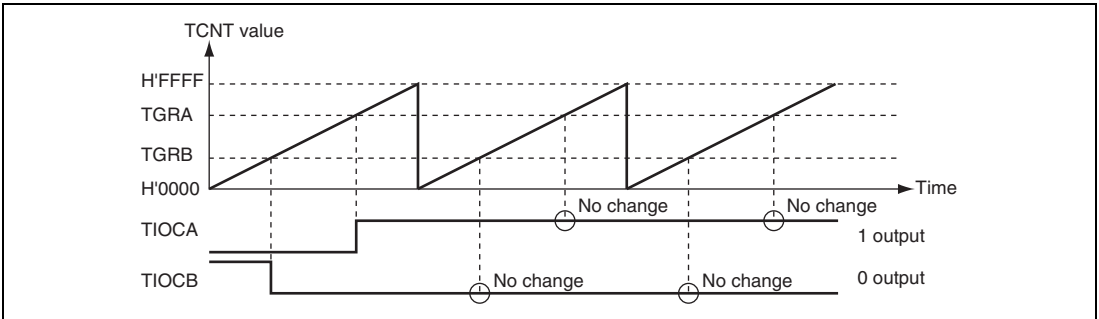 TCNT value
H'FFFF
TGRA
TGRB
H'0000
Time
No change
No change
TIOCA
1 output
No change
No change
TIOCB
0 output